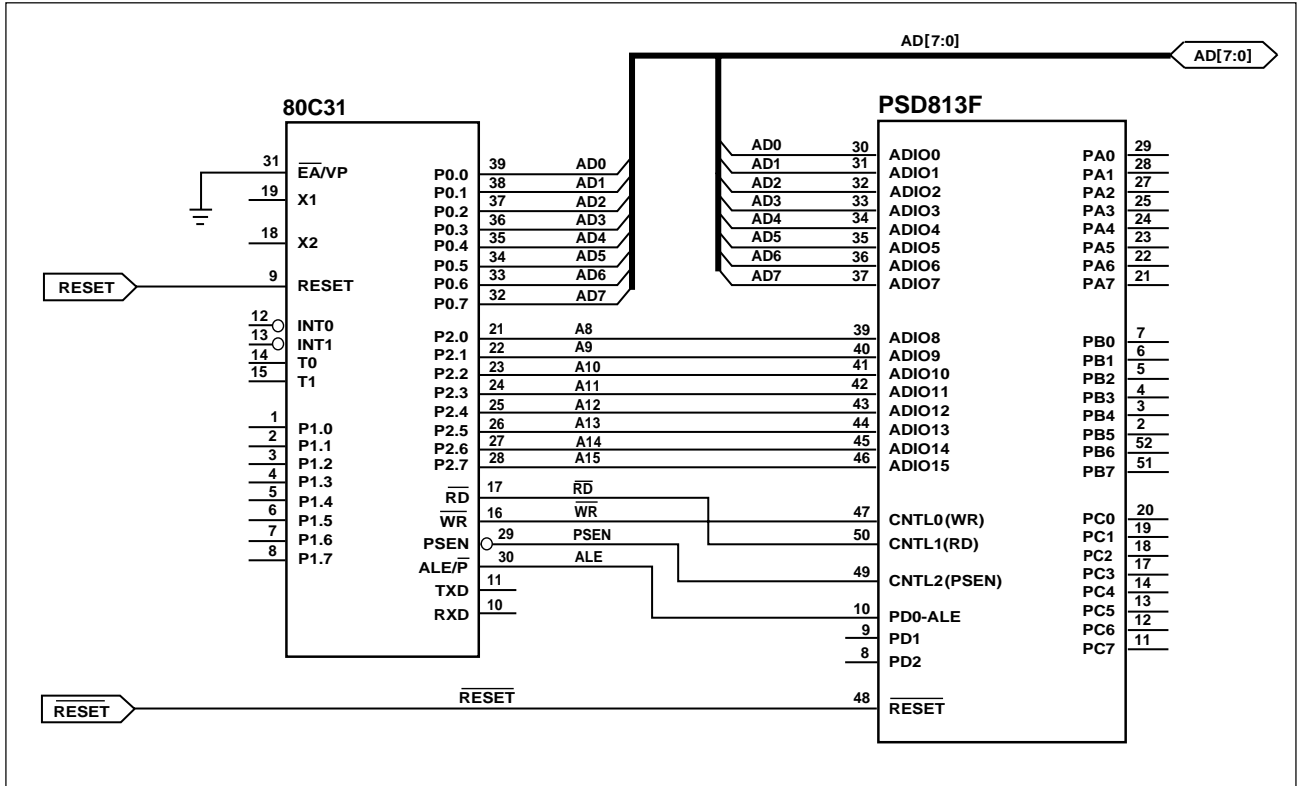 AD[7:0]
AD[7:0]
80C31
31 EA/VP
19 X1
18 X2
RESET
9 RESET
12 INT0
13 INT1
14 T0
15 T1
1 P1.0
2 P1.1
3 P1.2
4 P1.3
5 P1.4
6 P1.5
7 P1.6
8 P1.7
P0.0 39 AD0
P0.1 38 AD1
P0.2 37 AD2
P0.3 36 AD3
P0.4 35 AD4
P0.5 34 AD5
P0.6 33 AD6
P0.7 32 AD7
P2.0 21 A8
P2.1 22 A9
P2.2 23 A10
P2.3 24 A11
P2.4 25 A12
P2.5 26 A13
P2.6 27 A14
P2.7 28 A15
RD 17 RD
WR 16 WR
PSEN 29 PSEN
ALE/P 30 ALE
TXD 11
RXD 10
PSD813F
AD0 30 ADIO0
AD1 31 ADIO1
AD2 32 ADIO2
AD3 33 ADIO3
AD4 34 ADIO4
AD5 35 ADIO5
AD6 36 ADIO6
AD7 37 ADIO7
39 ADIO8
40 ADIO9
41 ADIO10
42 ADIO11
43 ADIO12
44 ADIO13
45 ADIO14
46 ADIO15
47 CNTL0(WR)
50 CNTL1(RD)
49 CNTL2(PSEN)
10 PD0-ALE
9 PD1
8 PD2
48 RESET
PA0 29
PA1 28
PA2 27
PA3 25
PA4 24
PA5 23
PA6 22
PA7 21
PB0 7
PB1 6
PB2 5
PB3 4
PB4 3
PB5 2
PB6 52
PB7 51
PC0 20
PC1 19
PC2 18
PC3 17
PC4 14
PC5 13
PC6 12
PC7 11
RESET
RESET